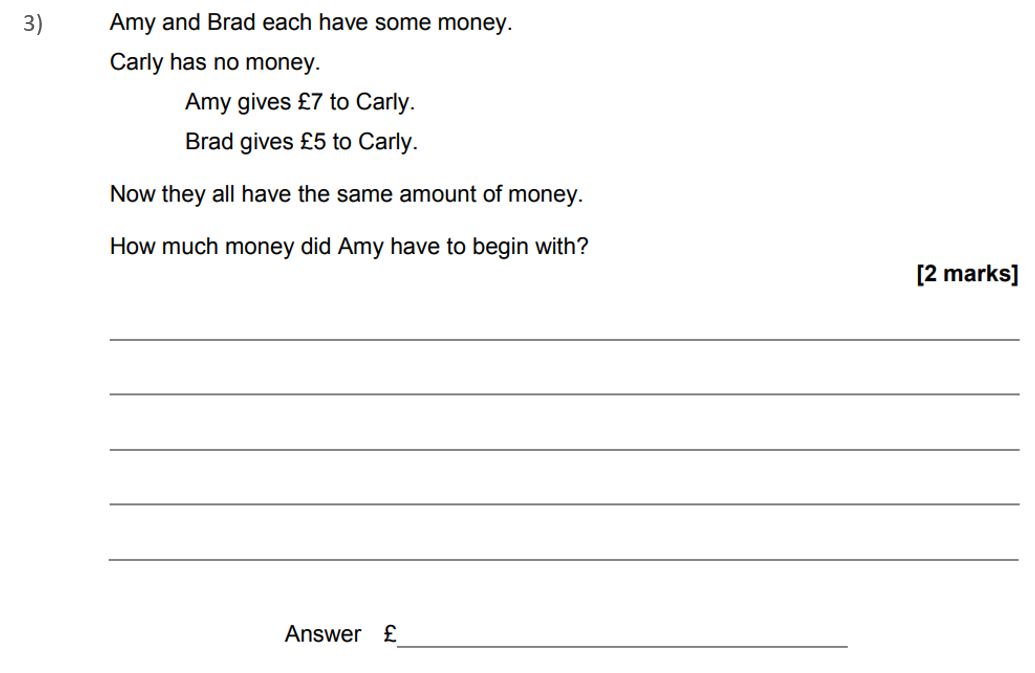 3) Amy and Brad each have some money.
Carly has no money.
Amy gives £7 to Carly.
Brad gives £5 to Carly.
Now they all have the same amount of money.
How much money did Amy have to begin with?
[2 marks]
Answer £